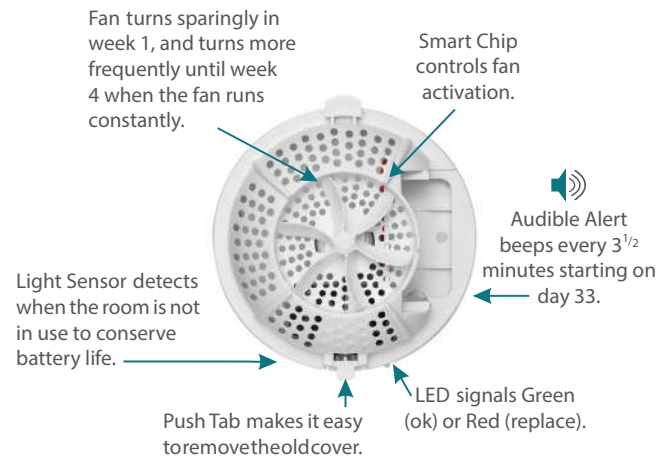 Fan turns sparingly in
week 1, and turns more
frequently until week
4 when the fan runs
constantly.
Smart Chip
controls fan
activation.
Audible Alert
beeps every 3 1/2
minutes starting on
day 33.
Light Sensor detects
when the room is not
in use to conserve
battery life.
LED signals Green
(ok) or Red (replace).
Push Tab makes it easy
toremovetheoldcover.